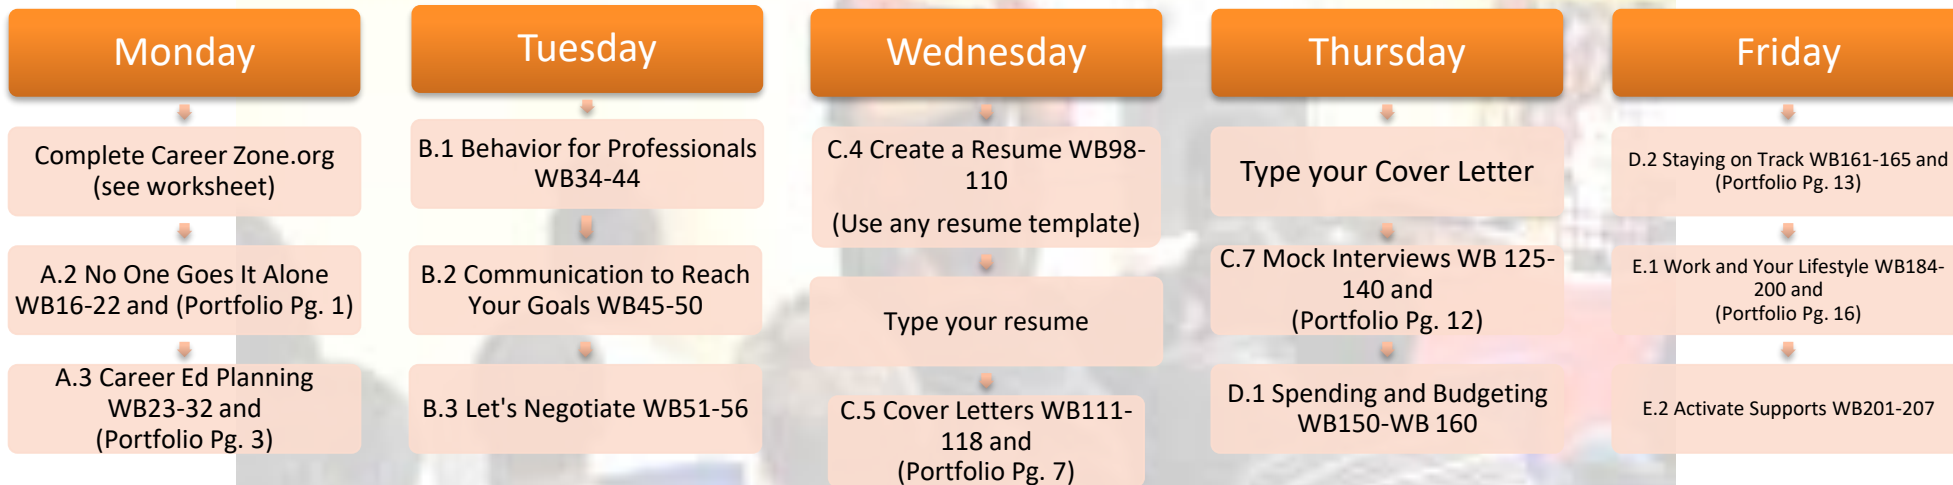 Monday
Complete Career Zone.org
(see worksheet)
A.2 No One Goes It Alone
WB16-22 and (Portfolio Pg. 1)
A.3 Career Ed Planning
WB23-32 and
(Portfolio Pg. 3)
Tuesday
B.1 Behavior for Professionals
WB34-44
B.2 Communication to Reach
Your Goals WB45-50
B.3 Let's Negotiate WB51-56
Wednesday
C.4 Create a Resume WB98-
110
(Use any resume template)
Type your resume
C.5 Cover Letters WB111-
118 and
(Portfolio Pg. 7)
Thursday
Type your Cover Letter
C.7 Mock Interviews WB 125-
140 and
(Portfolio Pg. 12)
D.1 Spending and Budgeting
WB150-WB 160
Friday
D.2 Staying on Track WB161-165 and
(Portfolio Pg. 13)
E.1 Work and Your Lifestyle WB184-
200 and
(Portfolio Pg. 16)
E.2 Activate Supports WB201-207